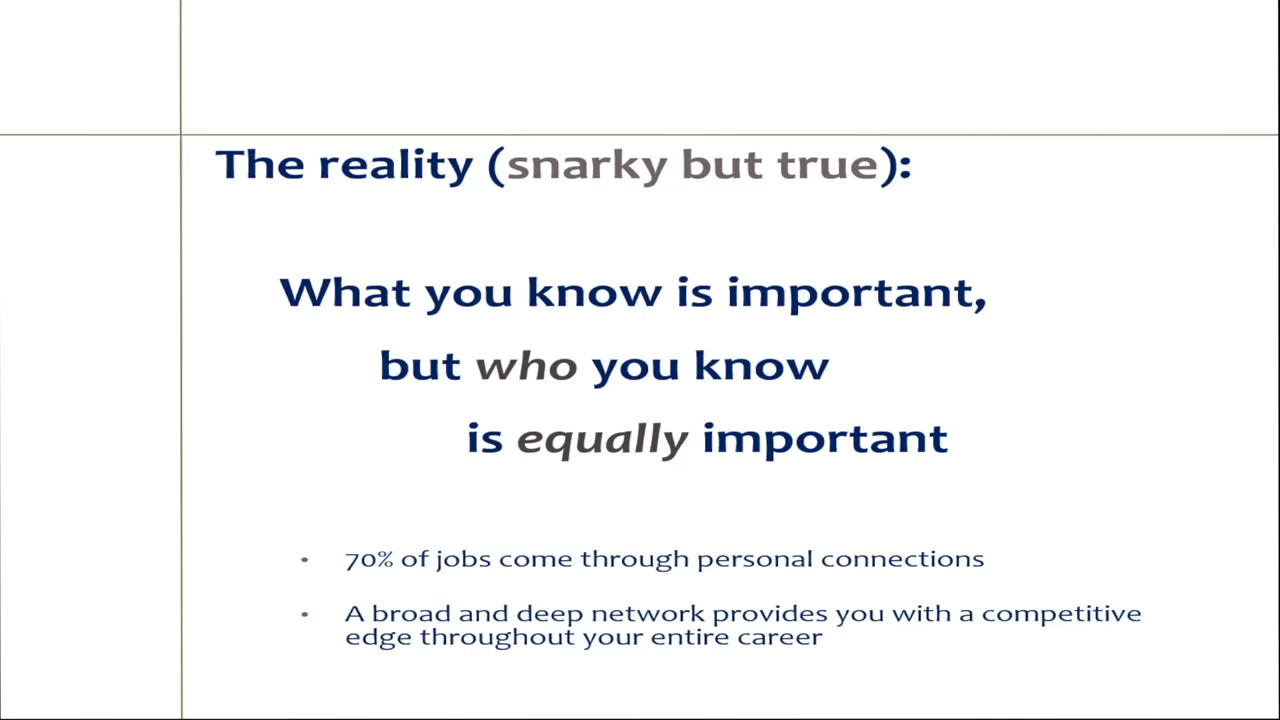 The reality (snarky but true):
What you know is important,
but who you know
is equally important
• 70% of jobs come through personal connections
• A broad and deep network provides you with a competitive
edge throughout your entire career